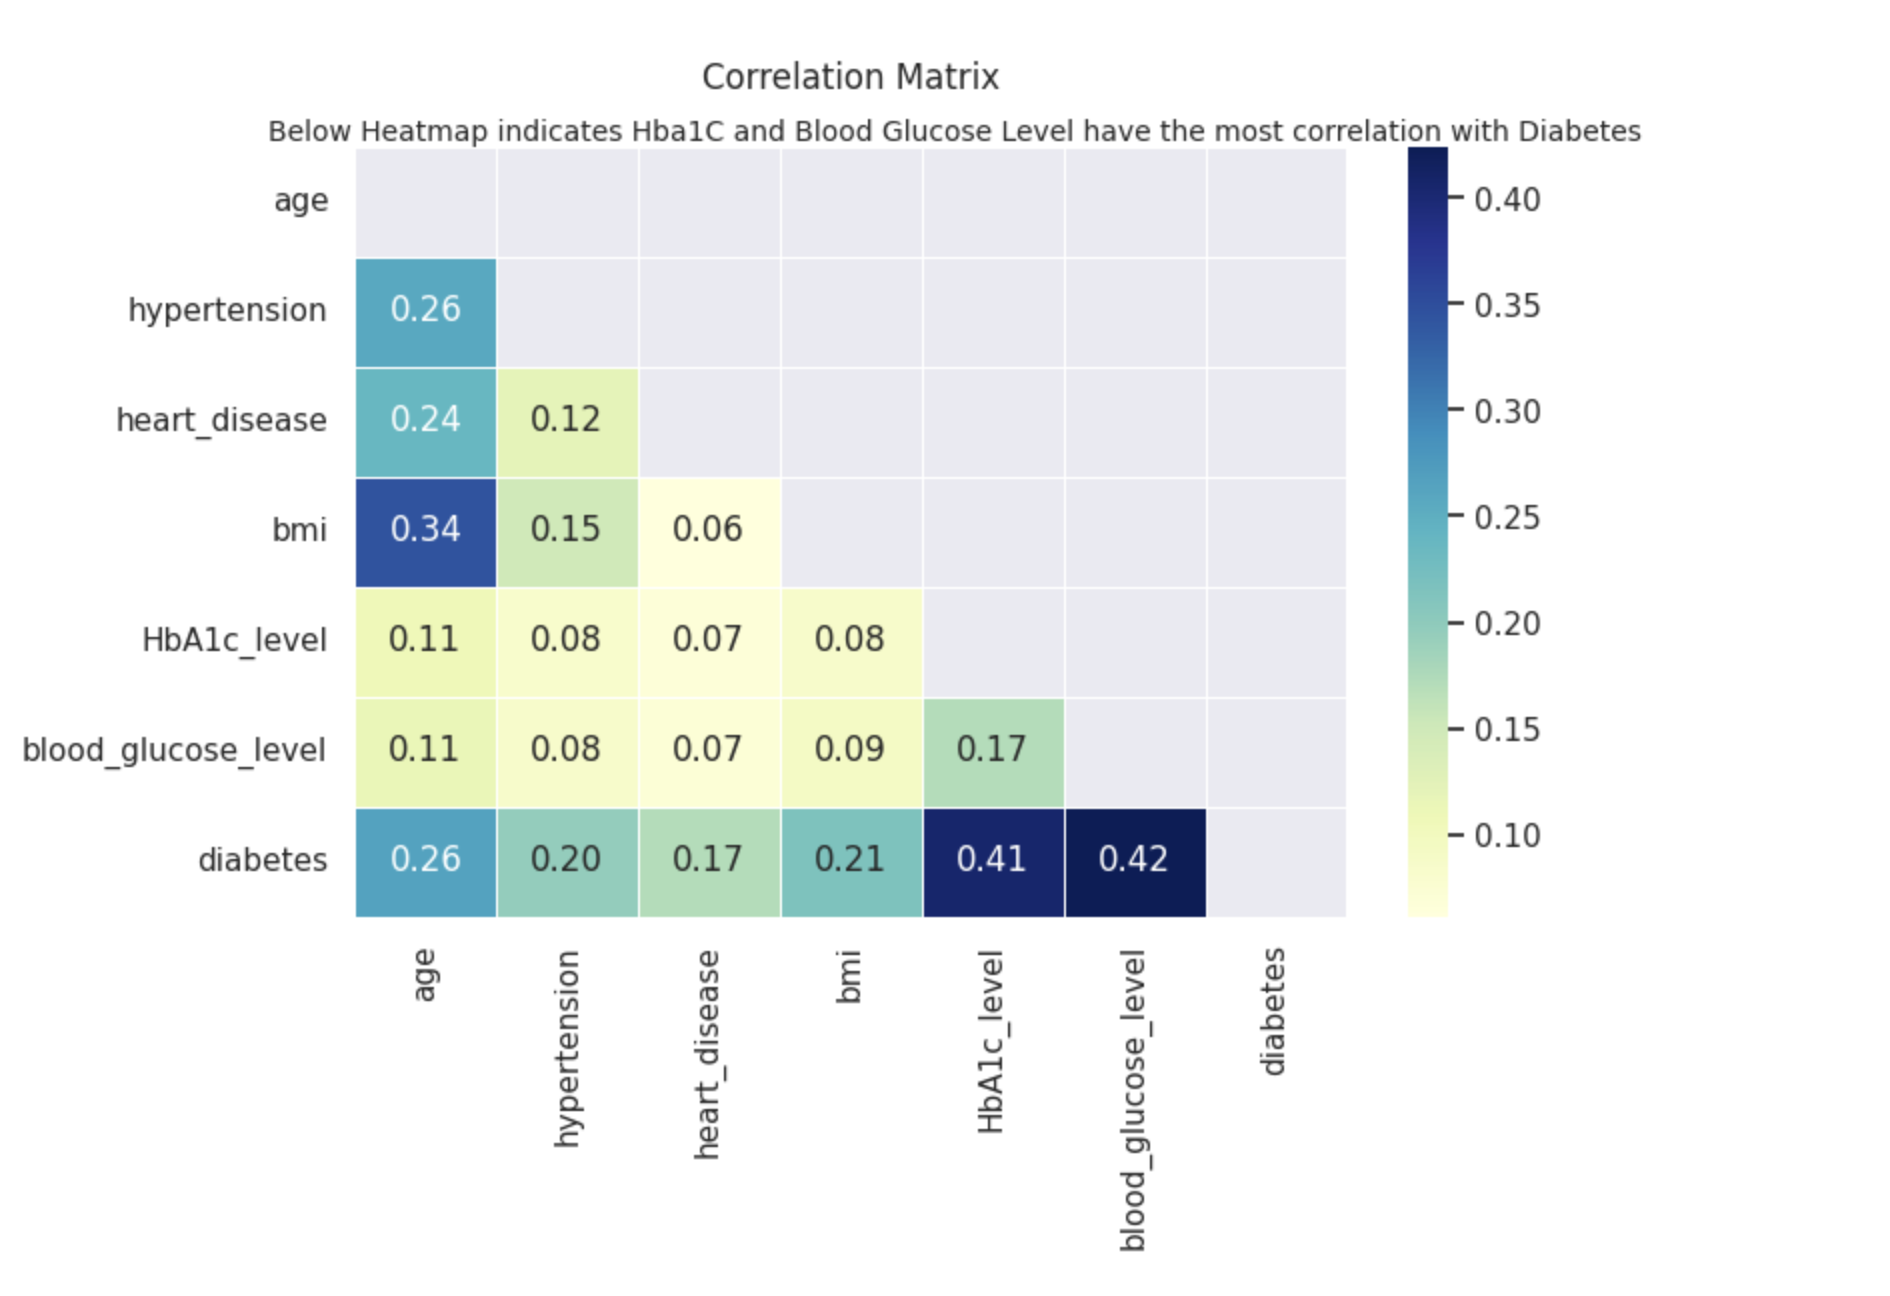 Correlation Matrix
Below Heatmap indicates Hba1C and Blood Glucose Level have the most correlation with Diabetes
age
hypertension 0.26
heart_disease 0.24 0.12
bmi 0.34 0.15 0.06
HbA1c_level 0.11 0.08 0.07 0.08
blood_glucose_level 0.11 0.08 0.07 0.09 0.17
diabetes 0.26 0.20 0.17 0.21 0.41 0.42
age hypertension heart_disease bmi HbA1c_level blood_glucose_level diabetes
0.40
0.35
0.30
0.25
0.20
0.15
0.10